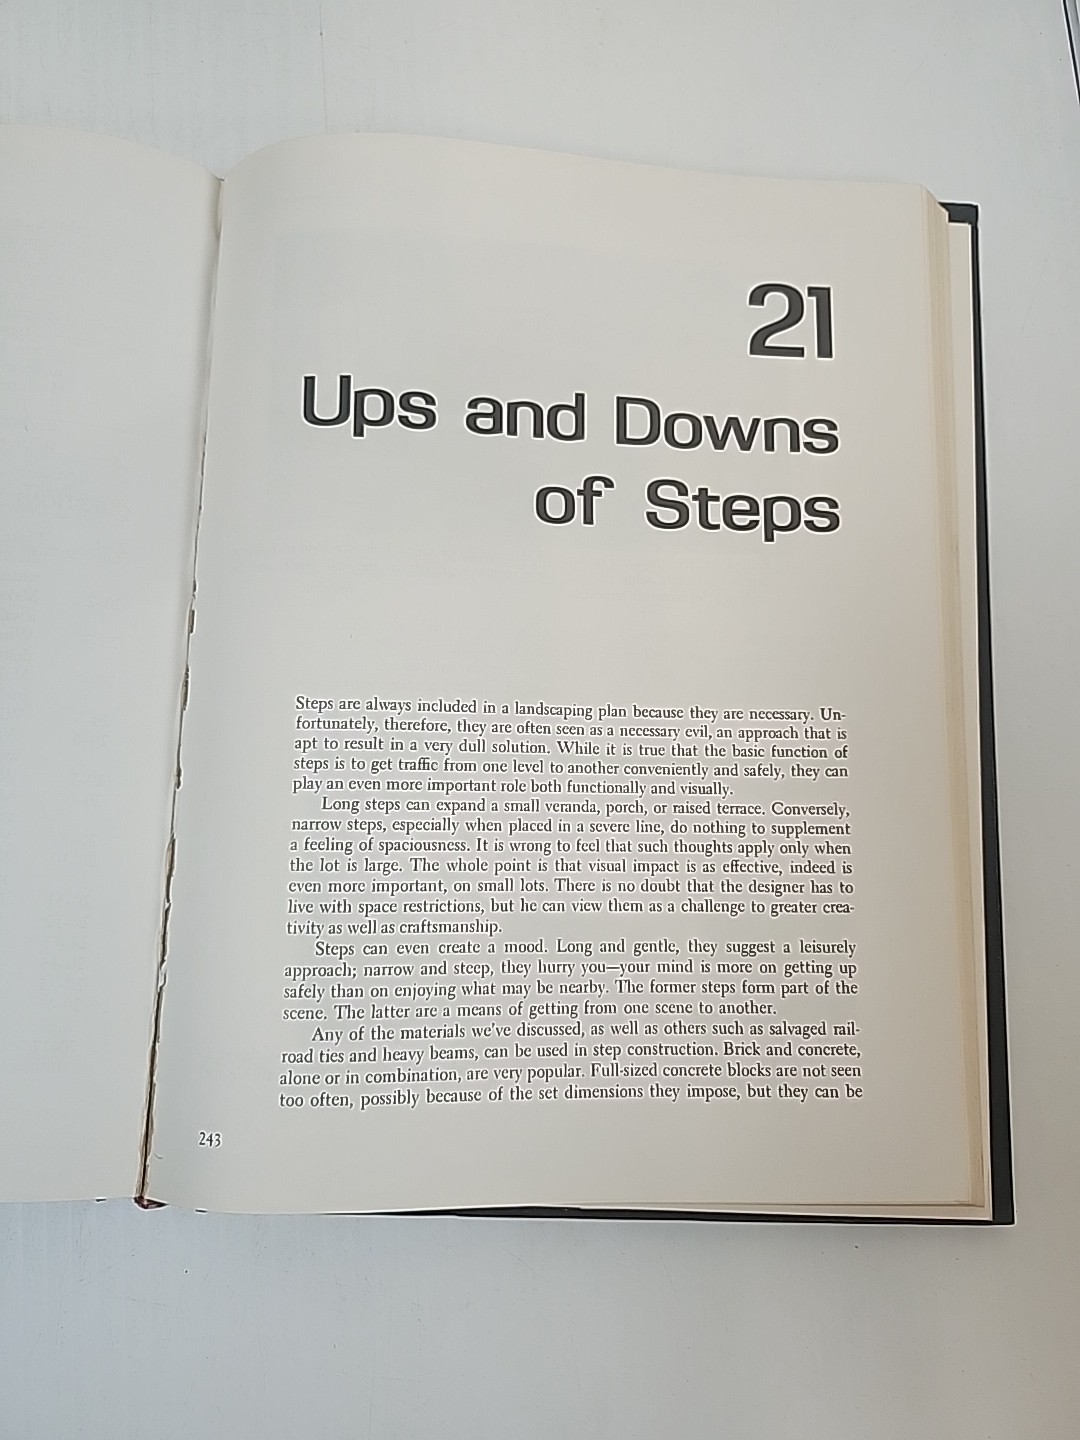 21
Ups and Downs
of Steps
Steps are always included in a landscaping plan because they are necessary. Un-
fortunately, therefore, they are often seen as a necessary evil, an approach that is
apt to result in a very dull solution. While it is true that the basic function of
steps is to get traffic from one level to another conveniently and safely, they can
play an even more important role both functionally and visually.
Long steps can expand a small veranda, porch, or raised terrace. Conversely,
narrow steps, especially when placed in a severe line, do nothing to supplement
a feeling of spaciousness. It is wrong to feel that such thoughts apply only when
the lot is large. The whole point is that visual impact is as effective, indeed is
even more important, on small lots. There is no doubt that the designer has to
live with space restrictions, but he can view them as a challenge to greater crea-
tivity as well as craftsmanship.
Steps can even create a mood. Long and gentle, they suggest a leisurely
approach; narrow and steep, they hurry you—your mind is more on getting up
safely than on enjoying what may be nearby. The former steps form part of the
scene. The latter are a means of getting from one scene to another.
Any of the materials we've discussed, as well as others such as salvaged rail-
road ties and heavy beams, can be used in step construction. Brick and concrete,
alone or in combination, are very popular. Full-sized concrete blocks are not seen
too often, possibly because of the set dimensions they impose, but they can be
243